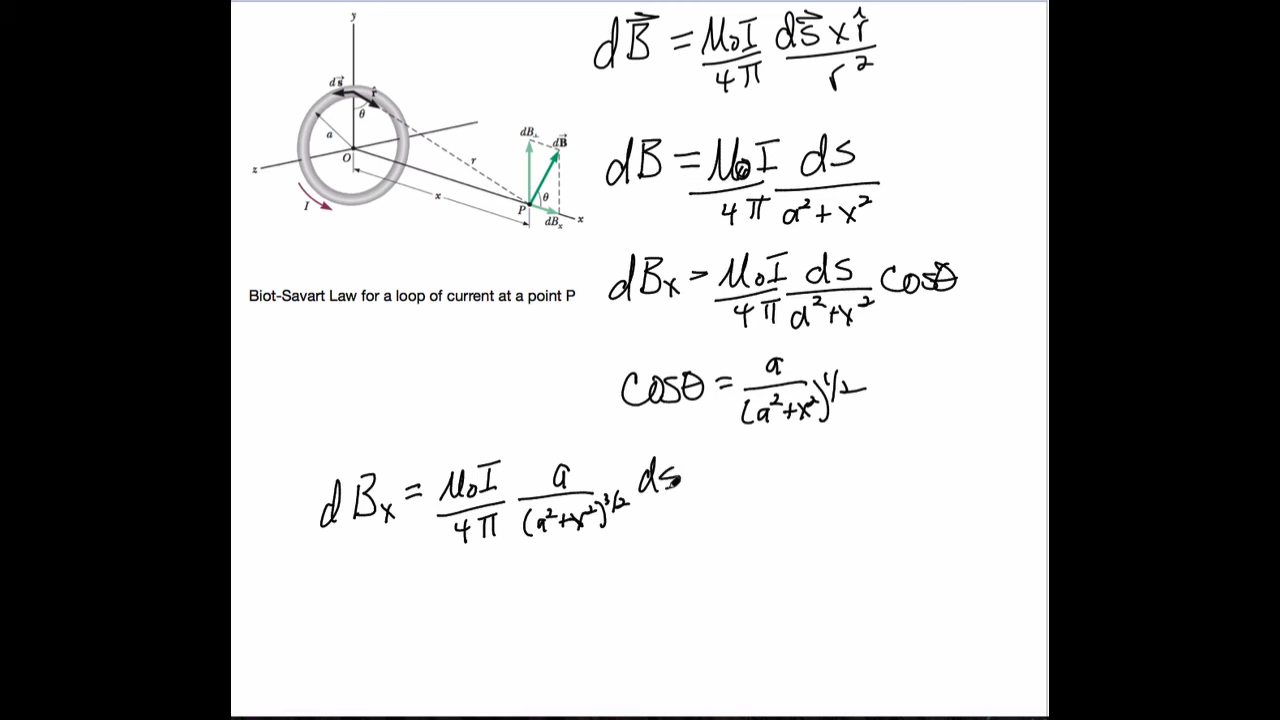 y
ds⃗
r̂
θ
a
O
z
I
r
x
dB⊥
dB⃗
θ
P
dBₓ
x
Biot-Savart Law for a loop of current at a point P
dB⃗ = μ₀I/4π ds⃗ x r̂/r²
dB = μ₀I/4π ds/a² + x²
dBₓ = μ₀I/4π ds/a²+x² cosθ
cosθ = a/(a²+x²)^1/2
dBₓ = μ₀I/4π a/(a²+x²)^3/2 ds